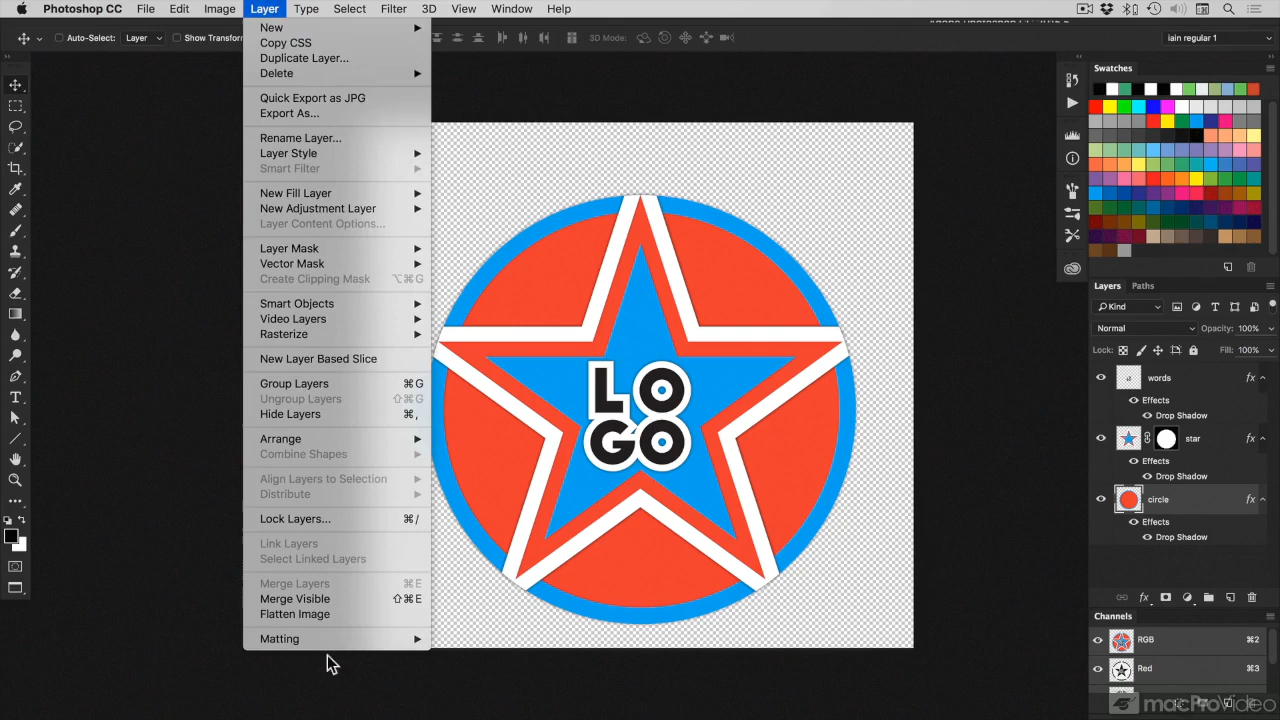 Photoshop CC File Edit Image Layer Type Select Filter 3D View Window Help
Auto-Select: Layer Show Transfor 3D Mode: iain regular 1
New
Copy CSS
Duplicate Layer...
Delete
Quick Export as JPG
Export As...
Rename Layer...
Layer Style
Smart Filter
New Fill Layer
New Adjustment Layer
Layer Content Options...
Layer Mask
Vector Mask
Create Clipping Mask ⌥⌘G
Smart Objects
Video Layers
Rasterize
New Layer Based Slice
Group Layers ⌘G
Ungroup Layers ⇧⌘G
Hide Layers ⌘,
Arrange
Combine Shapes
Align Layers to Selection
Distribute
Lock Layers... ⌘/
Link Layers
Select Linked Layers
Merge Layers ⌘E
Merge Visible ⇧⌘E
Flatten Image
Matting
LO
GO
Swatches
Layers Paths
Kind
Normal Opacity: 100%
Lock: Fill: 100%
words fx
Effects
Drop Shadow
star fx
Effects
Drop Shadow
circle fx
Effects
Drop Shadow
fx
Channels
RGB ⌘2
Red ⌘3
macProVideo